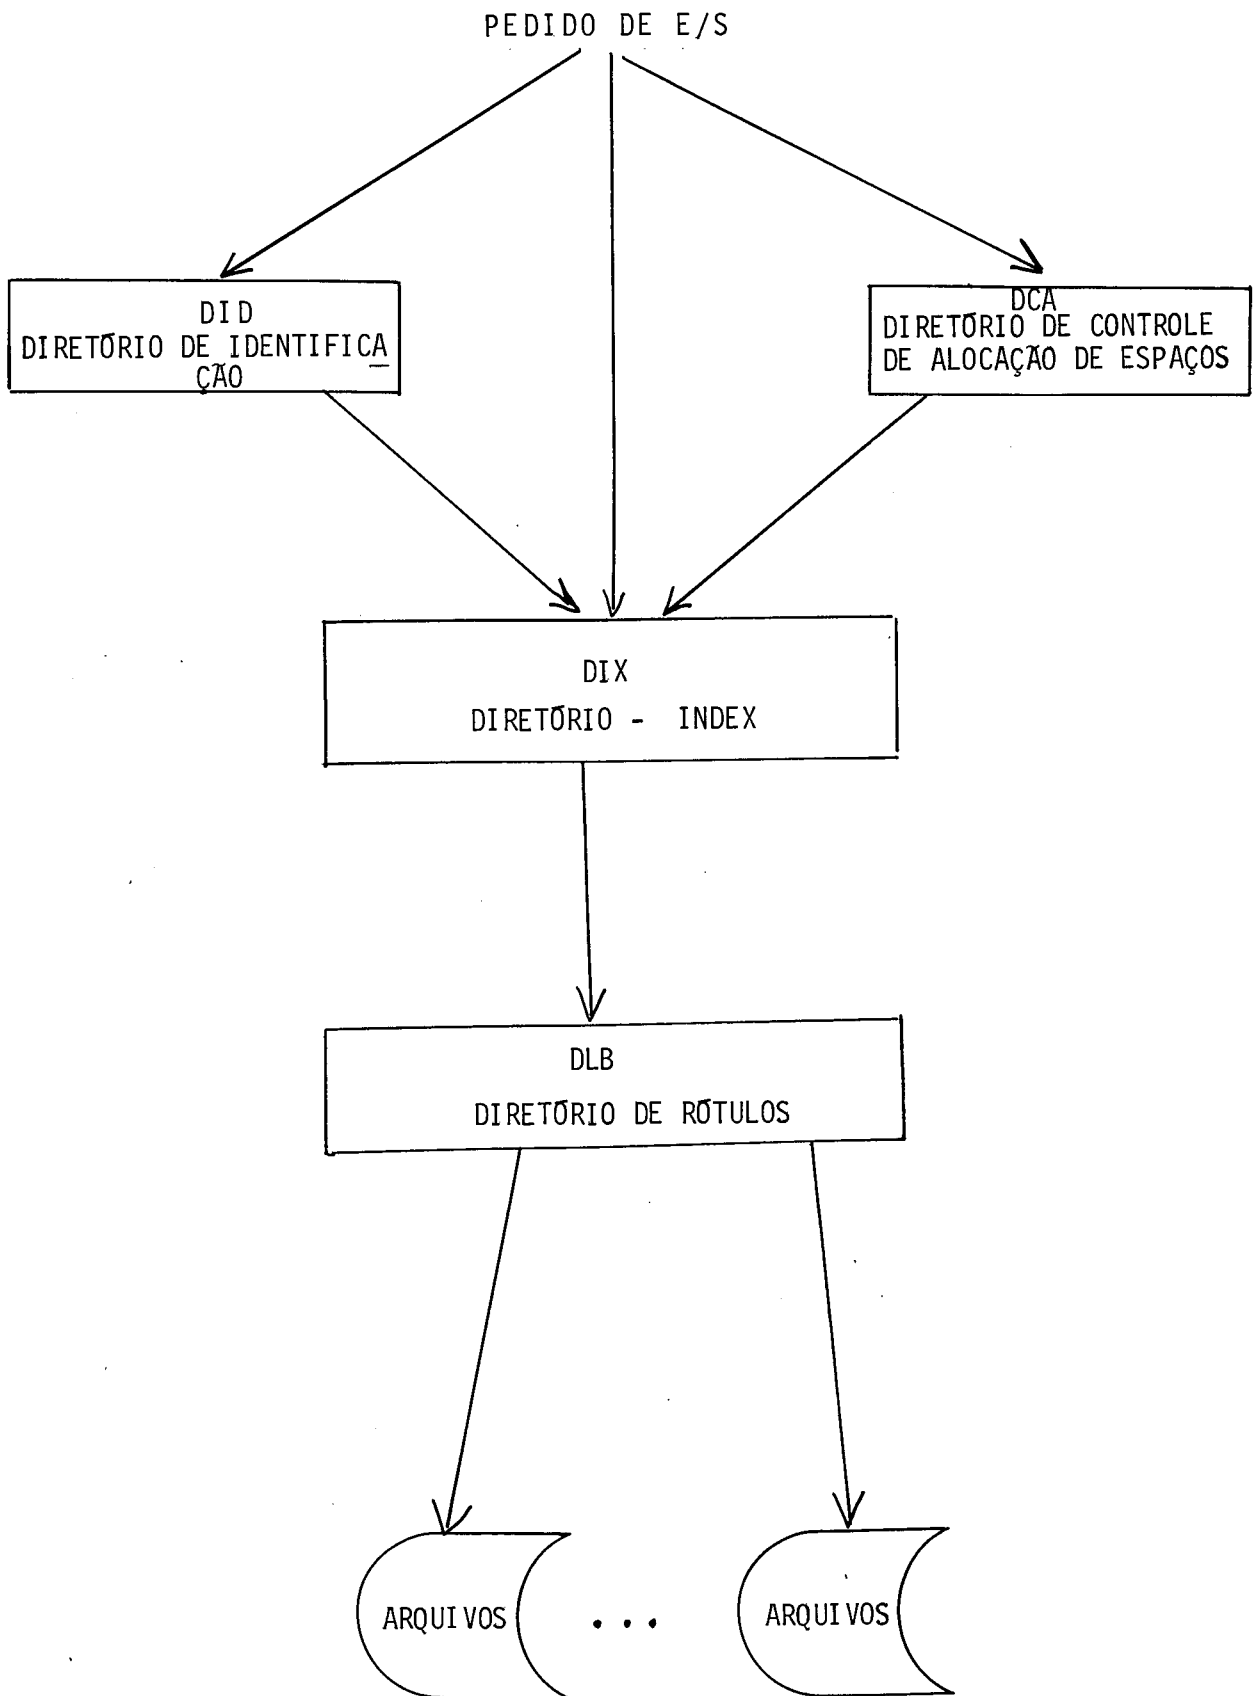 PEDIDO DE E/S
DID
DIRETÓRIO DE IDENTIFICA
ÇÃO
DCA
DIRETÓRIO DE CONTROLE
DE ALOCAÇÃO DE ESPAÇOS
DIX
DIRETÓRIO - INDEX
DLB
DIRETÓRIO DE RÓTULOS
ARQUIVOS ... ARQUIVOS